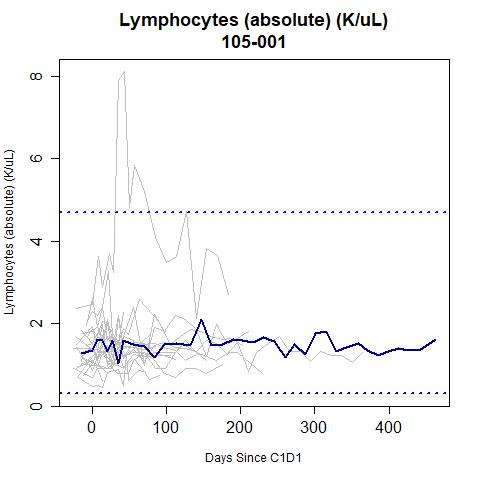 Lymphocytes (absolute) (K/uL)
105-001
Lymphocytes (absolute) (K/uL)
8
6
4
2
0
0 100 200 300 400
Days Since C1D1